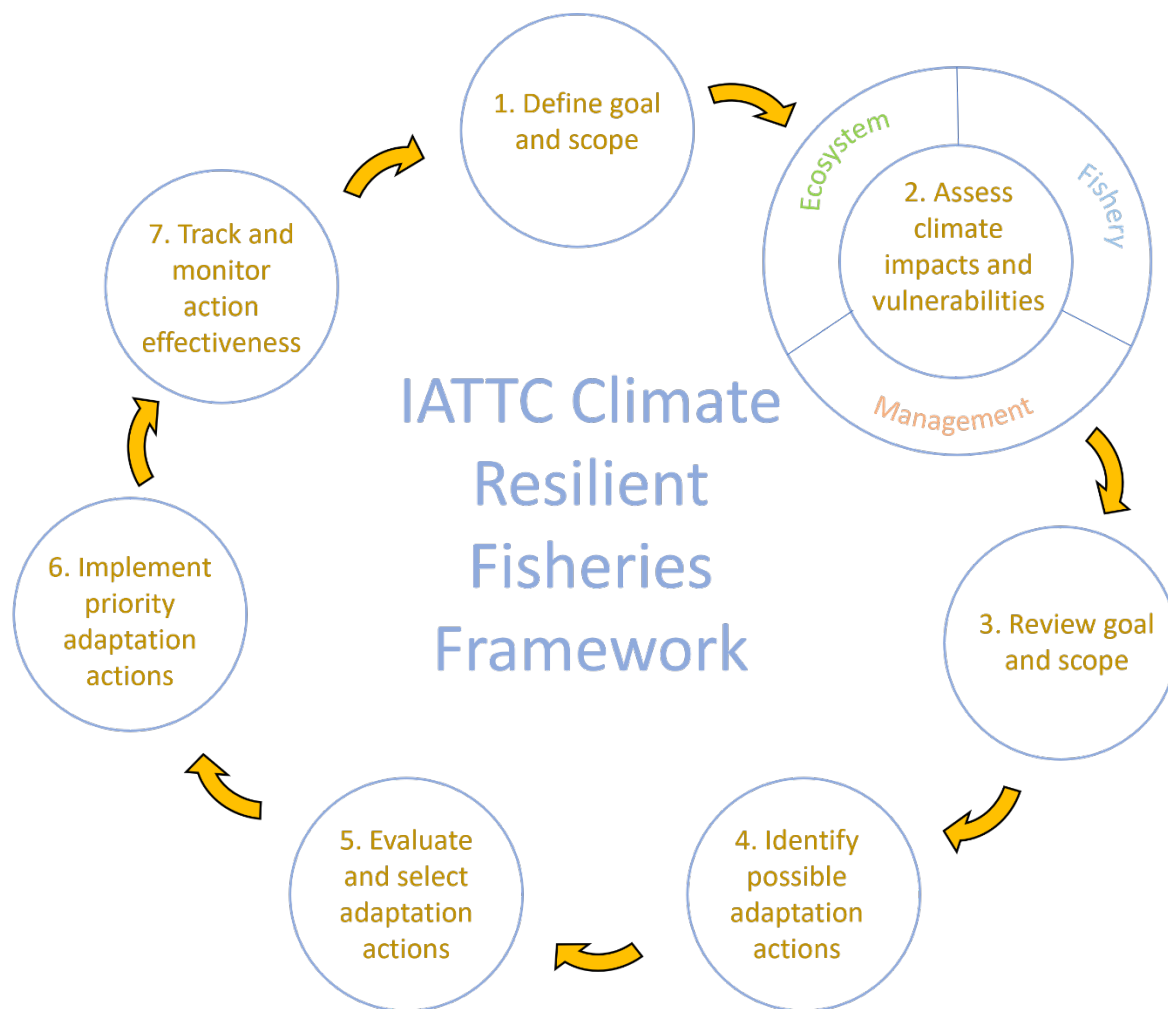 1. Define goal
and scope
Ecosystem
Fishery
2. Assess
climate
impacts and
vulnerabilities
Management
3. Review goal
and scope
4. Identify
possible
adaptation
actions
5. Evaluate
and select
adaptation
actions
6. Implement
priority
adaptation
actions
7. Track and
monitor
action
effectiveness
IATTC Climate
Resilient
Fisheries
Framework